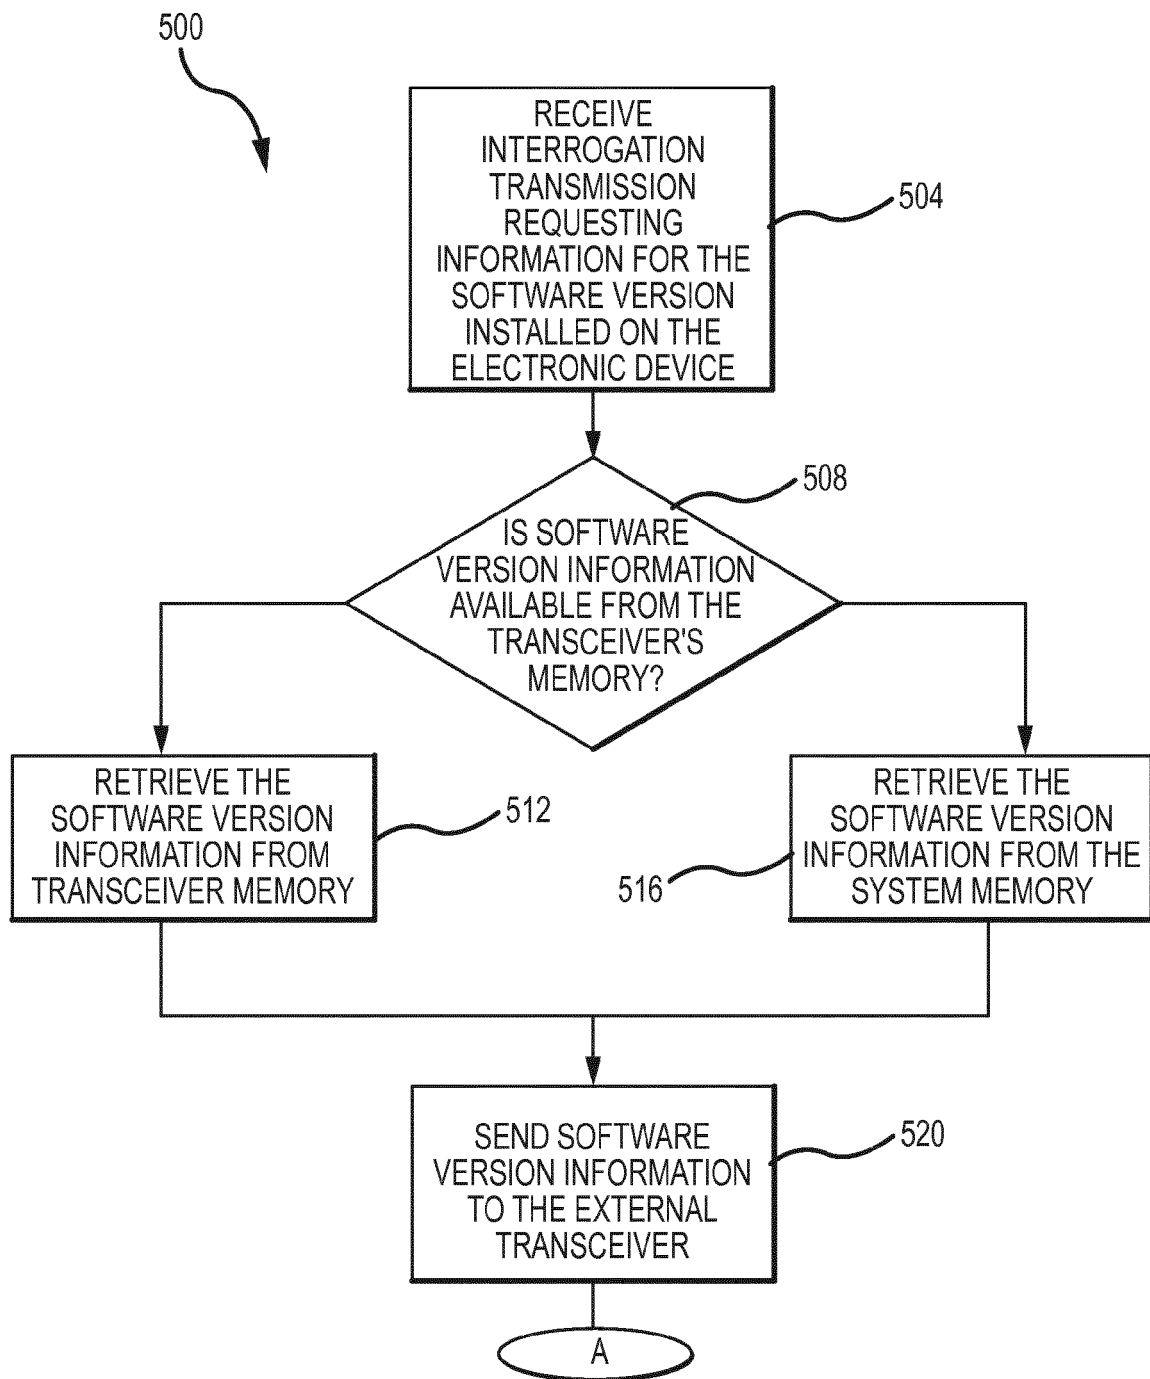 500
RECEIVE
INTERROGATION
TRANSMISSION
REQUESTING
INFORMATION FOR THE
SOFTWARE VERSION
INSTALLED ON THE
ELECTRONIC DEVICE
504
508
IS SOFTWARE
VERSION INFORMATION
AVAILABLE FROM THE
TRANSCEIVER'S
MEMORY?
RETRIEVE THE
SOFTWARE VERSION
INFORMATION FROM
TRANSCEIVER MEMORY
512
RETRIEVE THE
SOFTWARE VERSION
INFORMATION FROM THE
SYSTEM MEMORY
516
SEND SOFTWARE
VERSION INFORMATION
TO THE EXTERNAL
TRANSCEIVER
520
A